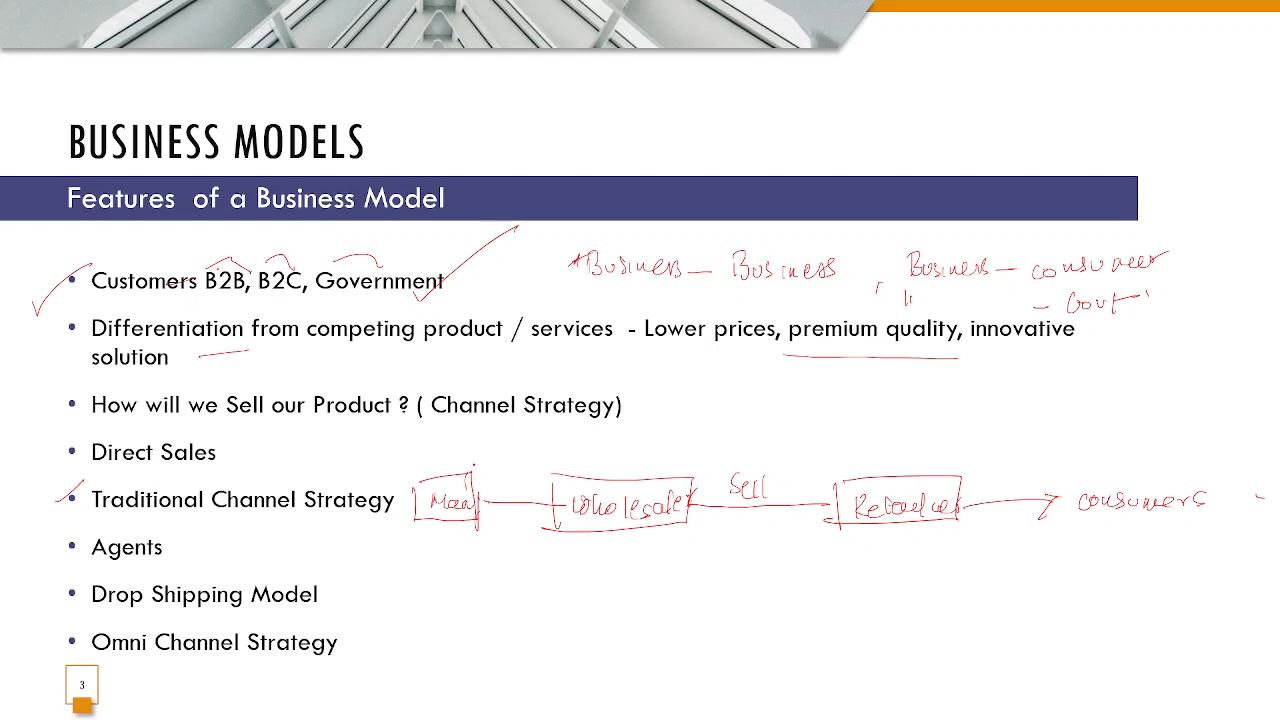 BUSINESS MODELS
Features of a Business Model
• Customers B2B, B2C, Government
Business - Business
Business - consumer
- Govt
• Differentiation from competing product / services - Lower prices, premium quality, innovative
solution
• How will we Sell our Product ? ( Channel Strategy)
• Direct Sales
• Traditional Channel Strategy
Man
Wholesaler
Sell
Retailer
consumers
• Agents
• Drop Shipping Model
• Omni Channel Strategy
3